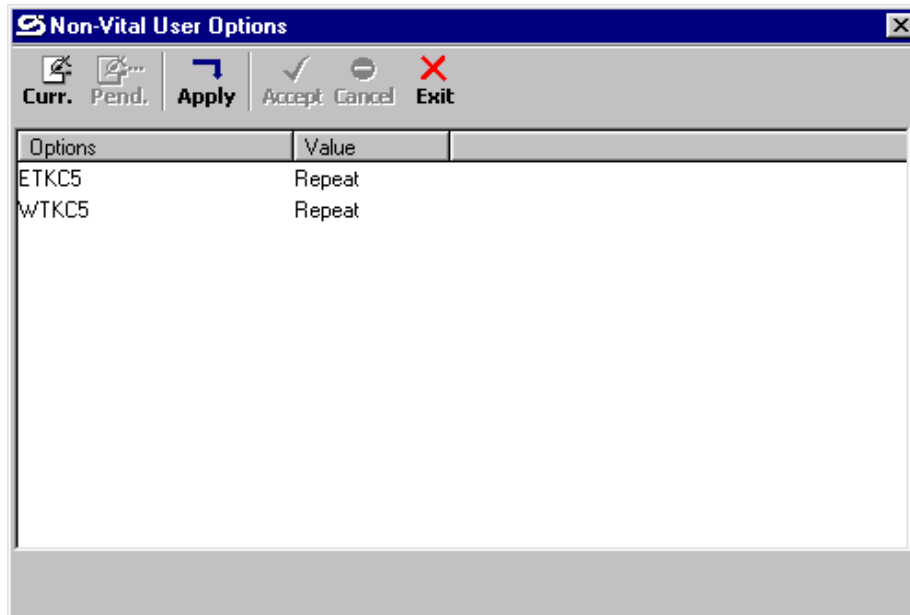 Non-Vital User Options
Curr. Pend. Apply Accept Cancel Exit
Options Value
ETKC5 Repeat
WTKC5 Repeat